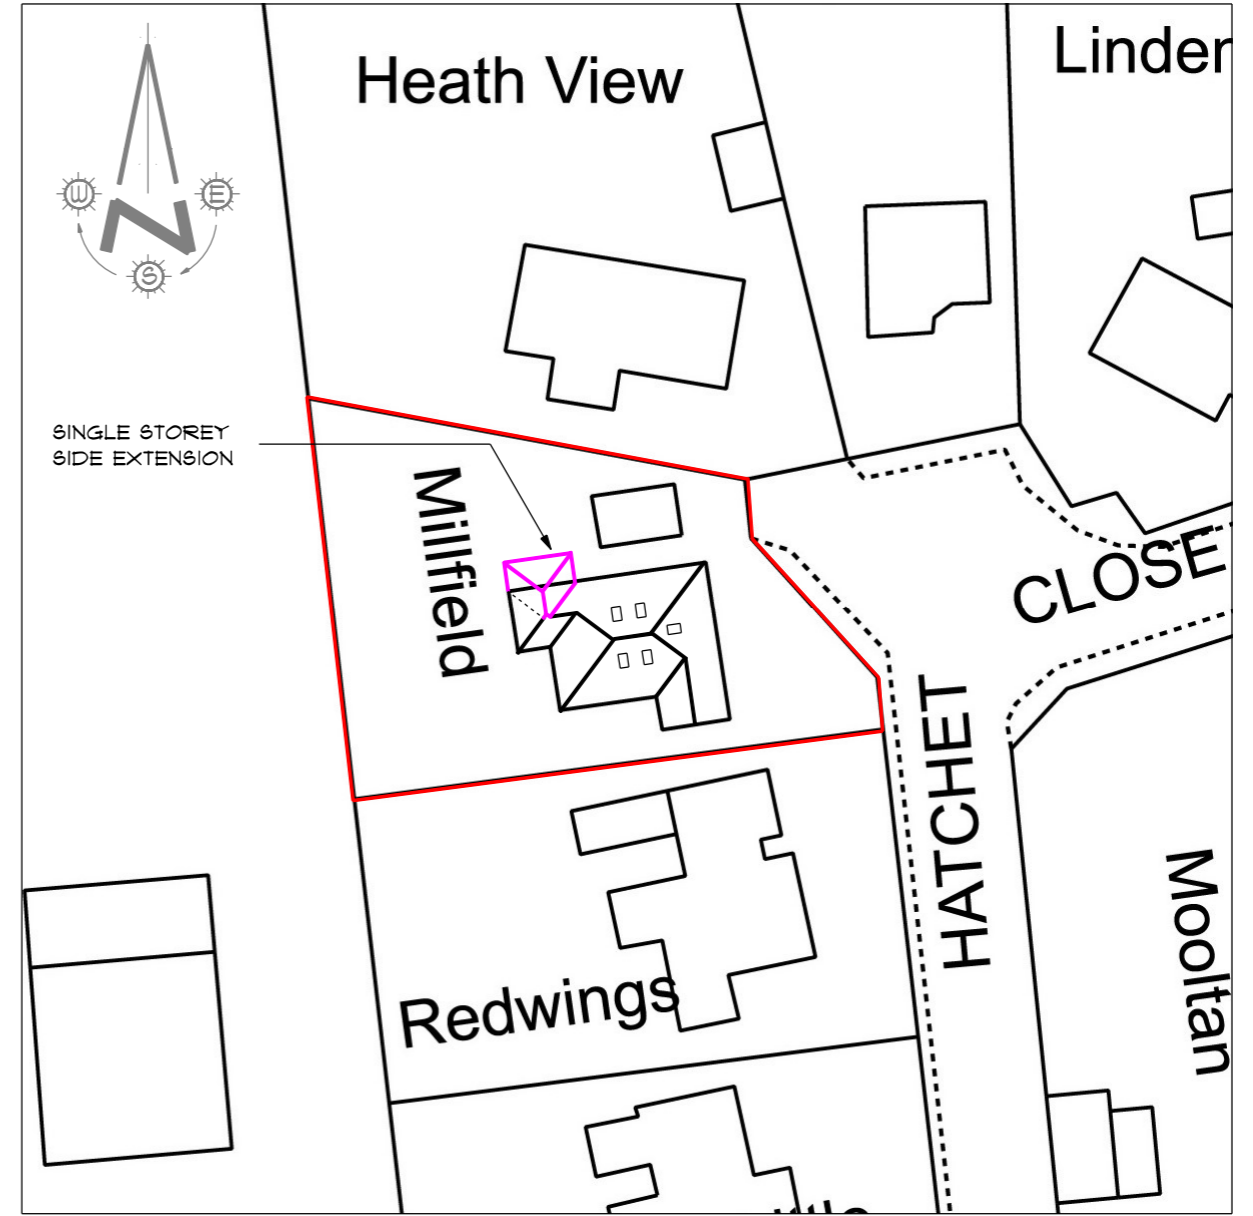 Heath View
Linden
W
E
N
S
SINGLE STOREY
SIDE EXTENSION
Millfield
CLOSE
HATCHET
Mooltan
Redwings